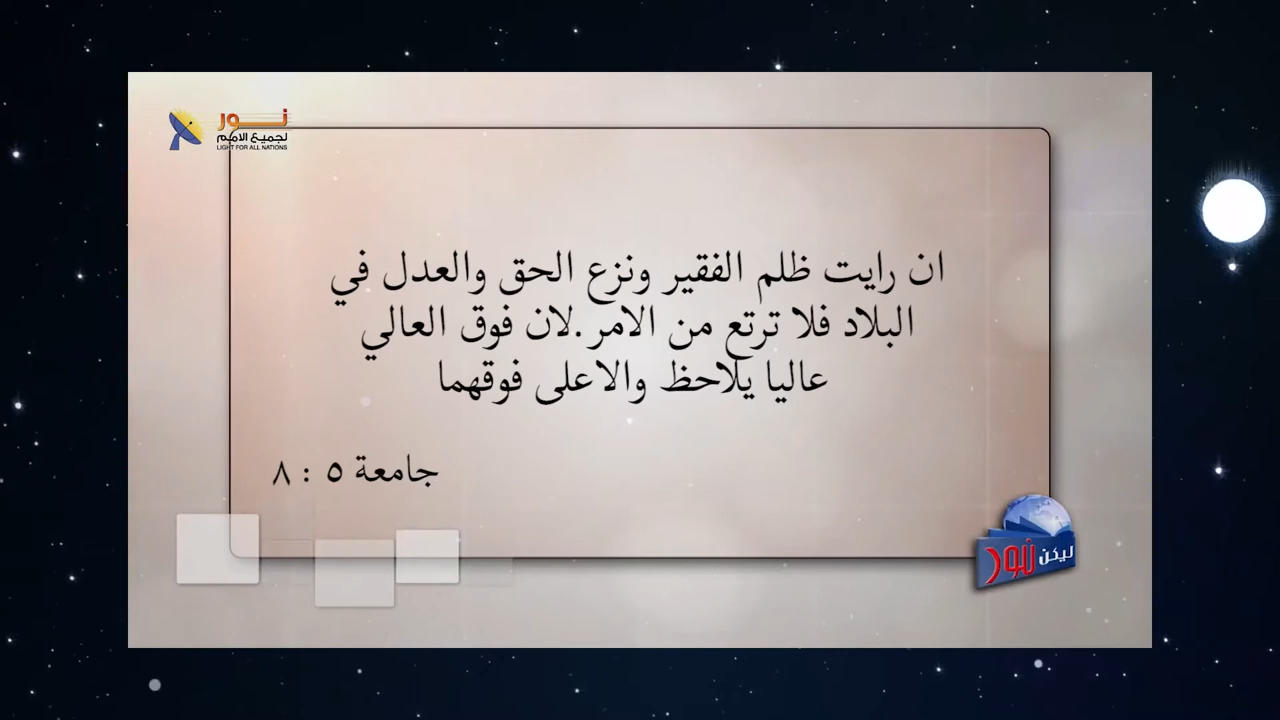 نور
لجميع الامم
LIGHT FOR ALL NATIONS
ان رايت ظلم الفقير ونزع الحق والعدل في
البلاد فلا ترتع من الامر.لان فوق العالي
عاليا يلاحظ والاعلى فوقهما
جامعة ٥ : ٨
ليكن نور